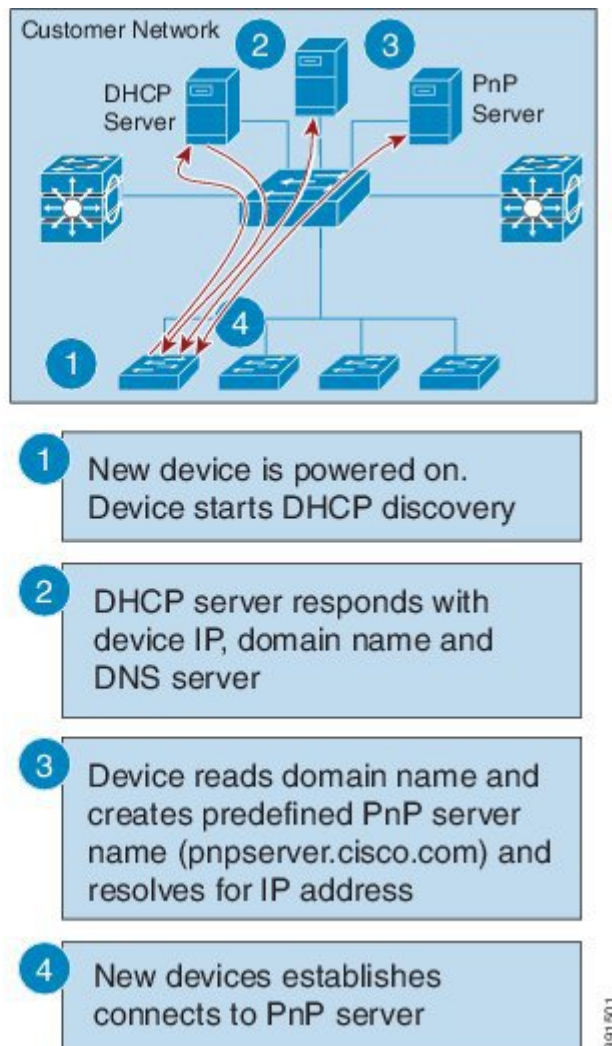 Customer Network
2
3
DHCP
Server
PnP
Server
4
1
1
New device is powered on.
Device starts DHCP discovery
2
DHCP server responds with
device IP, domain name and
DNS server
3
Device reads domain name and
creates predefined PnP server
name (pnpserver.cisco.com) and
resolves for IP address
4
New devices establishes
connects to PnP server